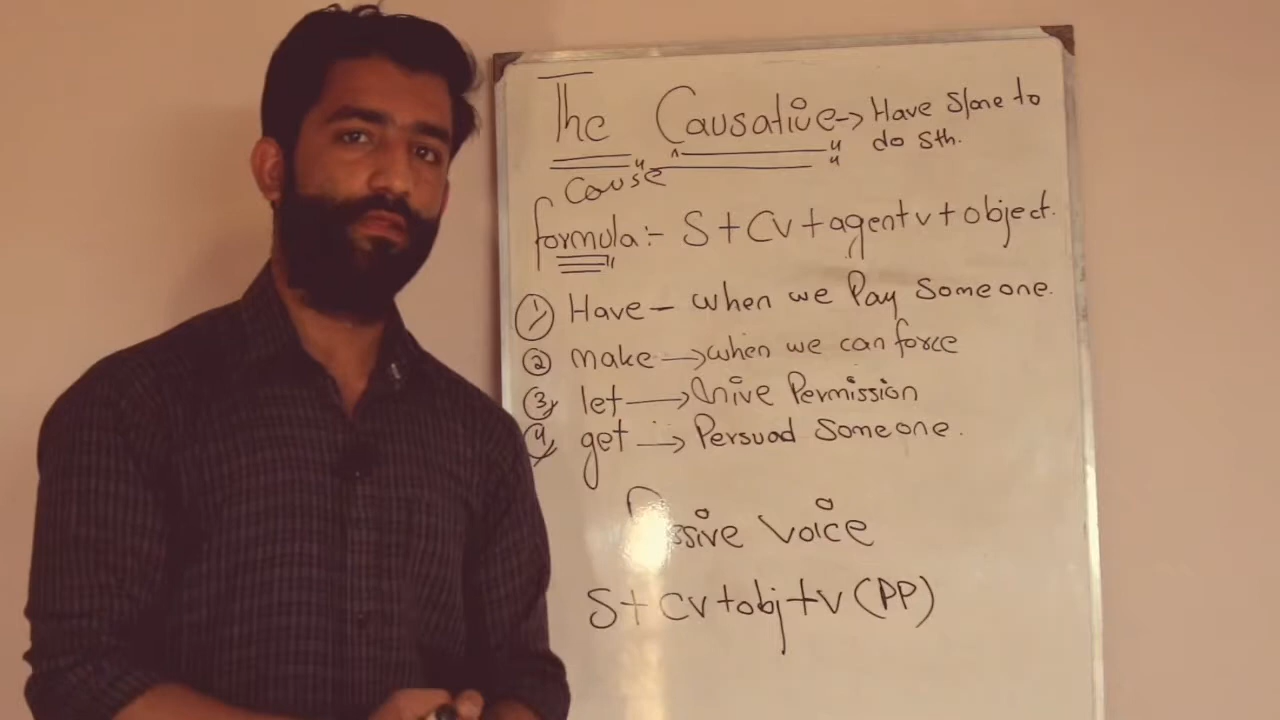 The Causative → Have S/one to
do Sth.
Cause
formula:- S + CV + agent v + object.
① Have – when we Pay Someone.
② make → when we can force
③ let → Give Permission
④ get → Persuad Someone.
Passive Voice
S + CV + obj + v (PP)